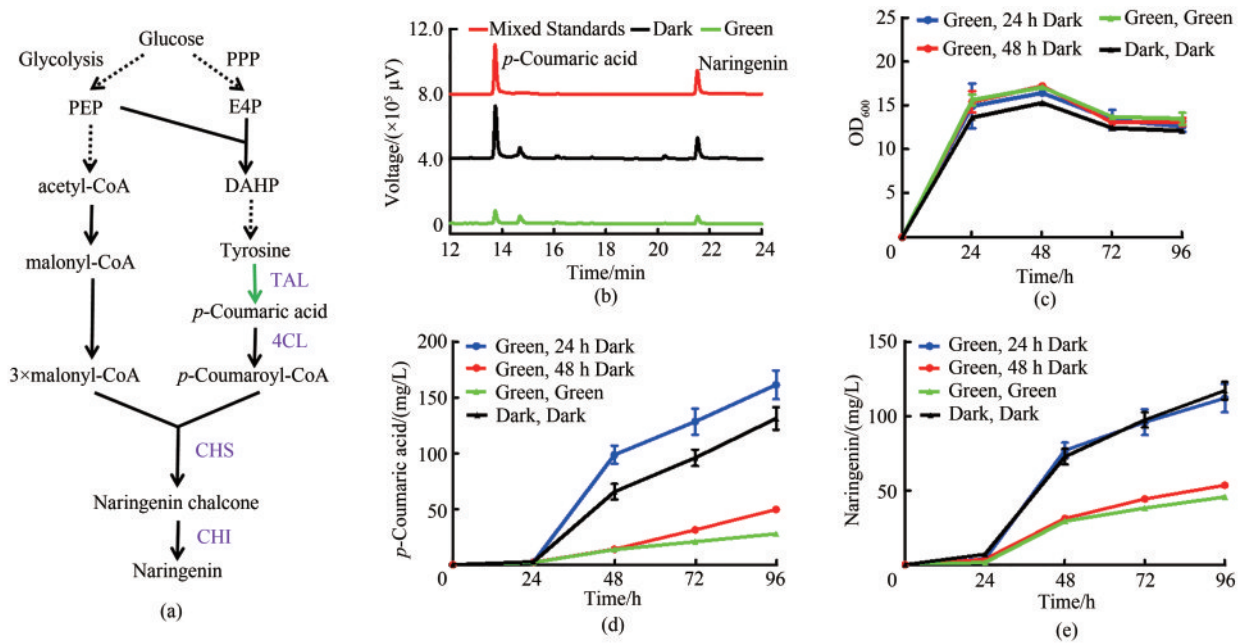 Glucose
Glycolysis
PPP
PEP
E4P
DAHP
acetyl-CoA
Tyrosine
malonyl-CoA
TAL
p-Coumaric acid
4CL
3×malonyl-CoA
p-Coumaroyl-CoA
CHS
Naringenin chalcone
CHI
Naringenin
(a)
Mixed Standards
Dark
Green
12.0
p-Coumaric acid
Naringenin
8.0
4.0
0
Voltage/(×10⁵ μV)
12 14 16 18 20 22 24
Time/min
(b)
Green, 24 h Dark
Green, Green
Green, 48 h Dark
Dark, Dark
25
20
15
10
5
0
OD₆₀₀
24 48 72 96
Time/h
(c)
Green, 24 h Dark
Green, 48 h Dark
Green, Green
Dark, Dark
200
150
100
50
0
p-Coumaric acid/(mg/L)
24 48 72 96
Time/h
(d)
Green, 24 h Dark
Green, 48 h Dark
Green, Green
Dark, Dark
150
100
50
0
Naringenin/(mg/L)
24 48 72 96
Time/h
(e)